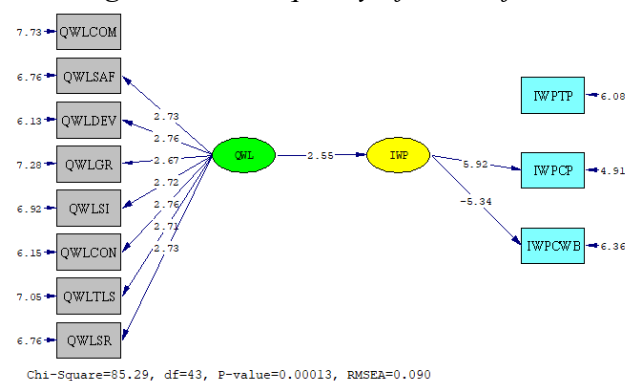 7.73 QWLCOM
6.76 QWLSAF
6.13 QWLDEV
7.28 QWLGR
6.92 QWLSI
6.15 QWLCON
7.05 QWLTLS
6.76 QWLSR
2.73
2.76
2.67
2.72
2.76
2.71
2.73
QWL
2.55
IWP
5.92
-5.34
IWPTP 6.08
IWPCP 4.91
IWPCWB 6.36
Chi-Square=85.29, df=43, P-value=0.00013, RMSEA=0.090